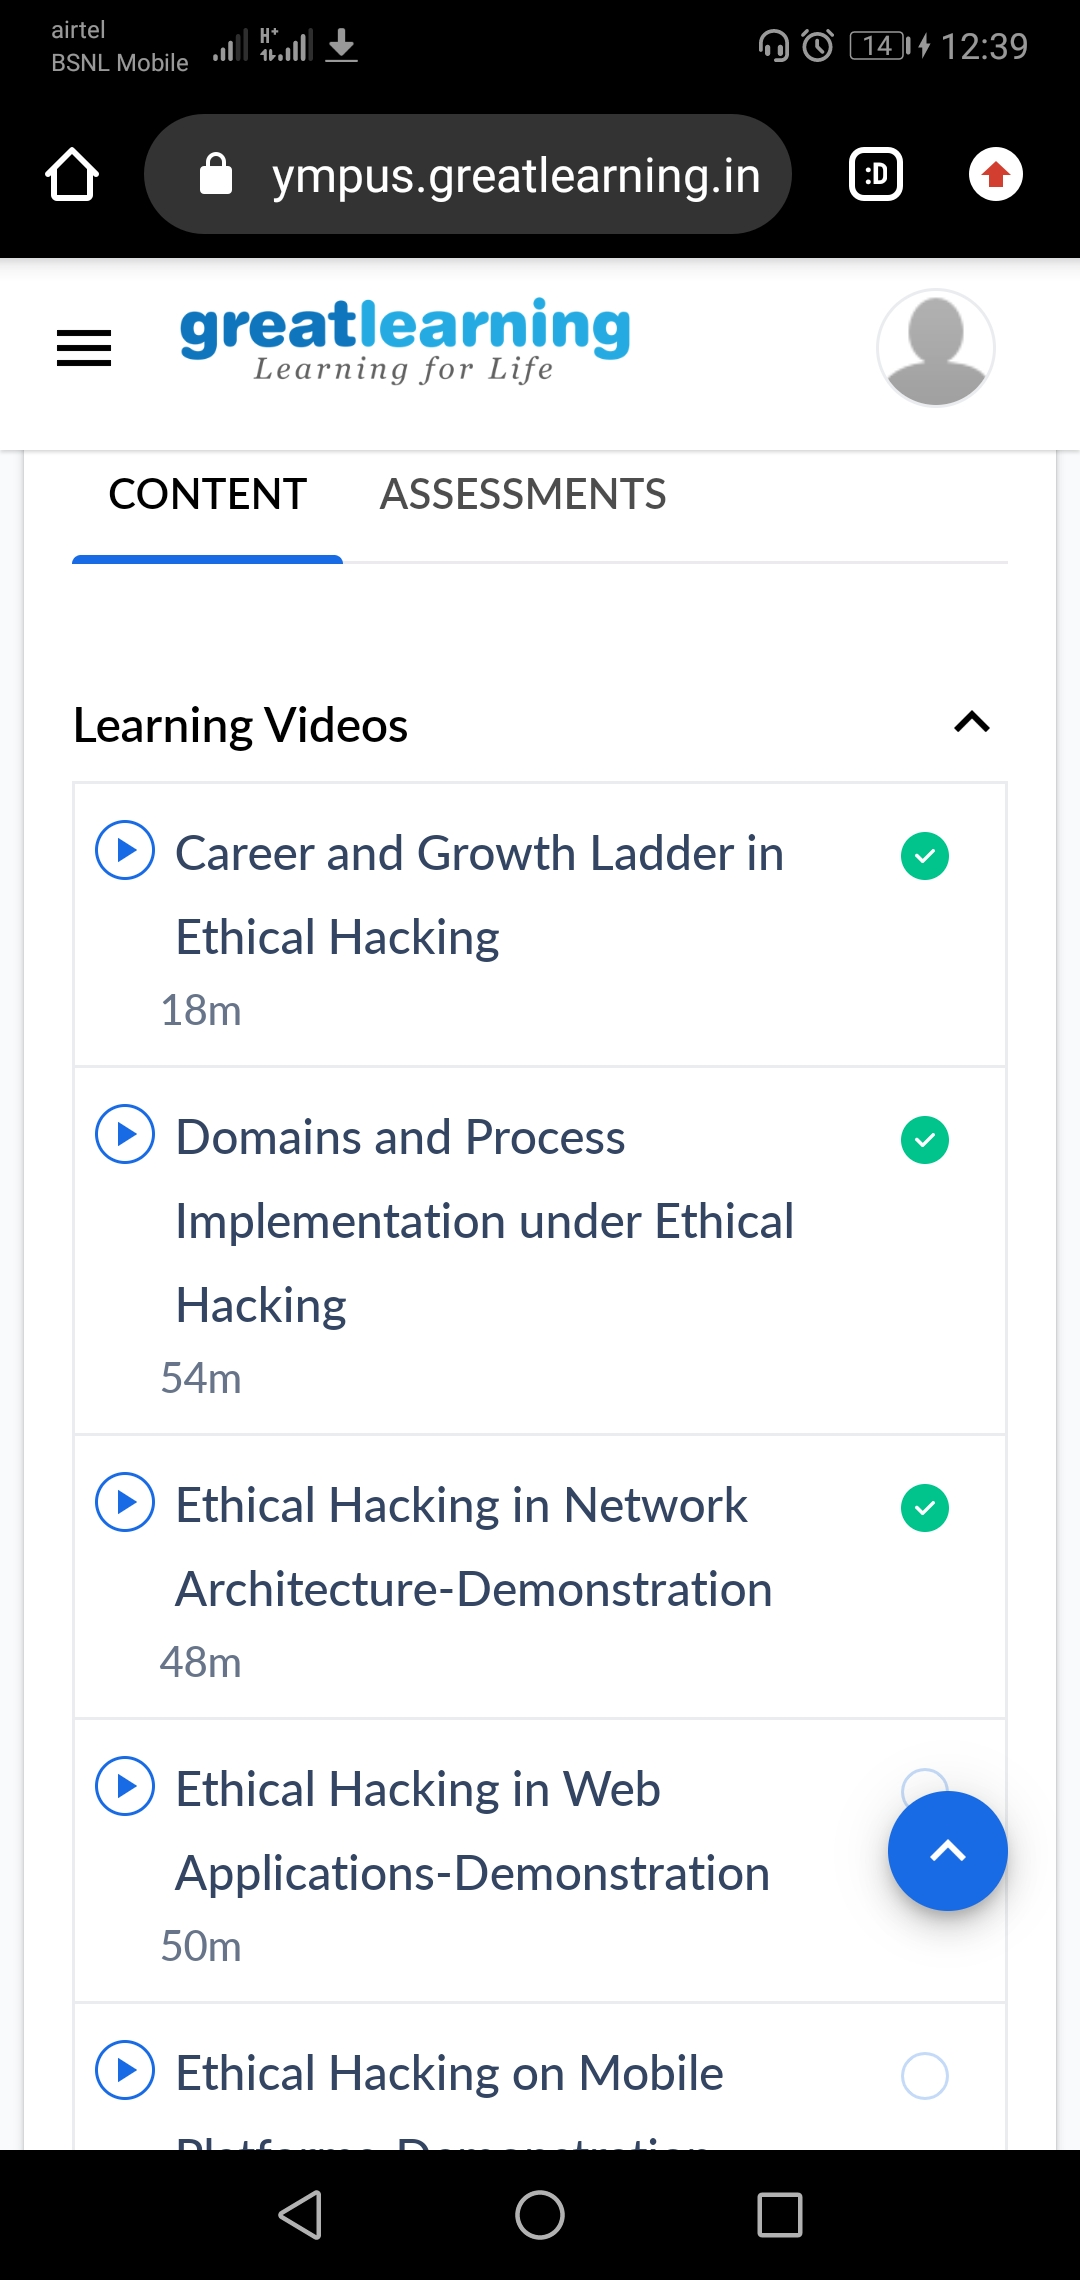 airtel
BSNL Mobile
H+
14
12:39
ympus.greatlearning.in
:D
greatlearning
Learning for Life
CONTENT
ASSESSMENTS
Learning Videos
Career and Growth Ladder in
Ethical Hacking
18m
Domains and Process
Implementation under Ethical
Hacking
54m
Ethical Hacking in Network
Architecture-Demonstration
48m
Ethical Hacking in Web
Applications-Demonstration
50m
Ethical Hacking on Mobile
Platforms-Demonstration